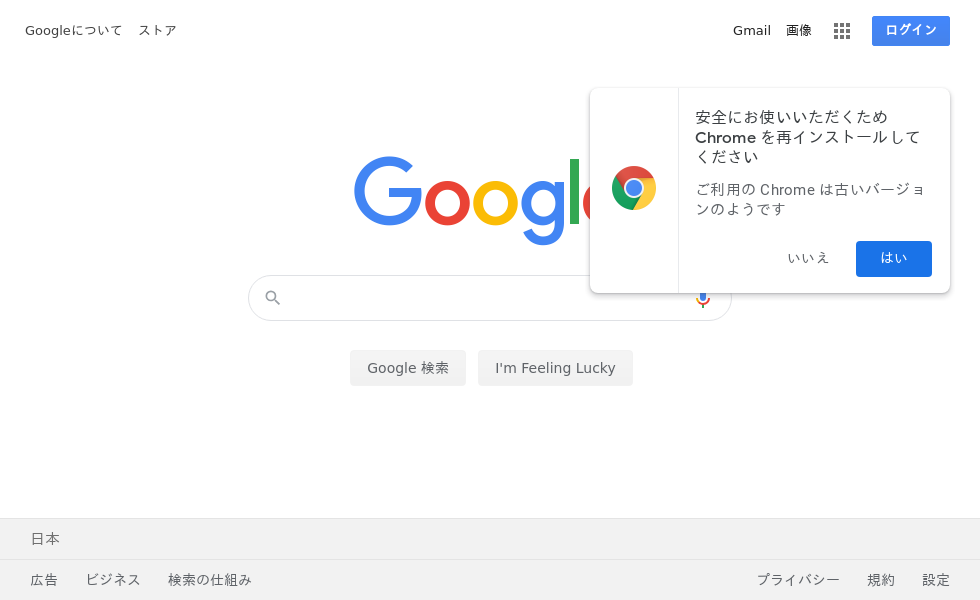 Googleについて ストア Gmail 画像 ログイン
Google
安全にお使いいただくため
Chrome を再インストールして
ください
ご利用の Chrome は古いバージョ
ンのようです
いいえ はい
Google 検索 I'm Feeling Lucky
日本
広告 ビジネス 検索の仕組み プライバシー 規約 設定